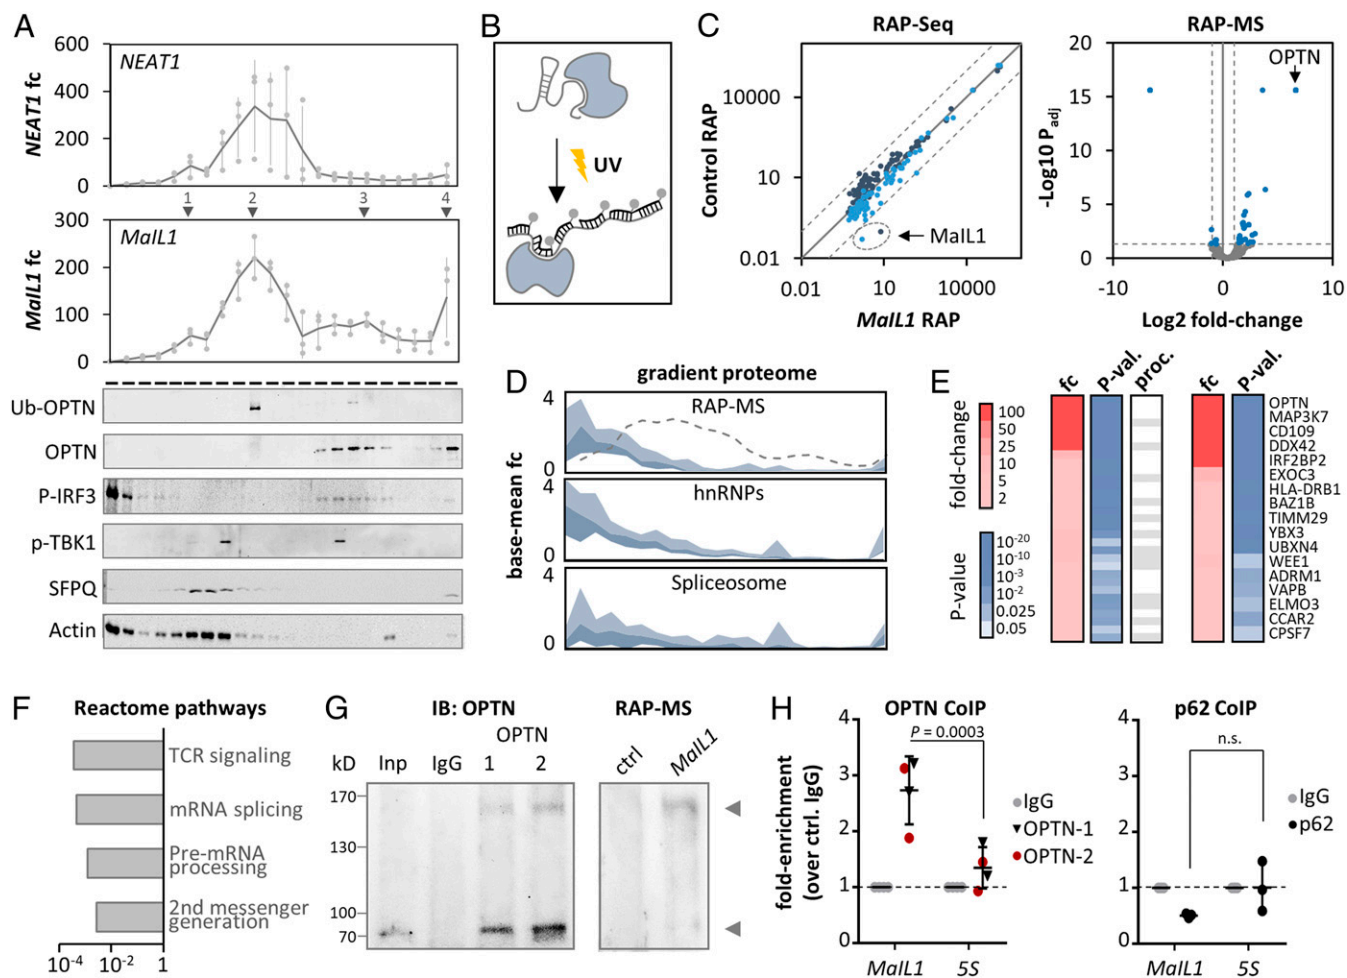 A
NEAT1
NEAT1 fc
600
400
200
0
1 2 3 4
MaIL1
MaIL1 fc
300
200
100
0
Ub-OPTN
OPTN
P-IRF3
p-TBK1
SFPQ
Actin
B
UV
C
RAP-Seq
Control RAP
10000
10
0.01
0.01 10 10000
MaIL1 RAP
MaIL1
RAP-MS
OPTN
-Log10 Padj
20
15
10
5
0
-10 0 10
Log2 fold-change
D
gradient proteome
base-mean fc
4
RAP-MS
0
4
hnRNPs
0
4
Spliceosome
0
E
fc P-val. proc. fc P-val.
fold-change
100
50
25
10
5
2
P-value
10-20
10-10
10-3
10-2
0.025
0.05
OPTN
MAP3K7
CD109
DDX42
IRF2BP2
EXOC3
HLA-DRB1
BAZ1B
TIMM29
YBX3
UBXN4
WEE1
ADRM1
VAPB
ELMO3
CCAR2
CPSF7
F
Reactome pathways
TCR signaling
mRNA splicing
Pre-mRNA
processing
2nd messenger
generation
10-4 10-2 1
G
IB: OPTN
OPTN
kD Inp IgG 1 2
170
130
100
70
RAP-MS
ctrl MaIL1
H
OPTN CoIP
P = 0.0003
fold-enrichment
(over ctrl. IgG)
4
3
2
1
0
MaIL1 5S
IgG
OPTN-1
OPTN-2
p62 CoIP
n.s.
4
3
2
1
0
MaIL1 5S
IgG
p62